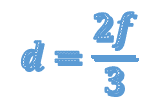 d = 2f/3